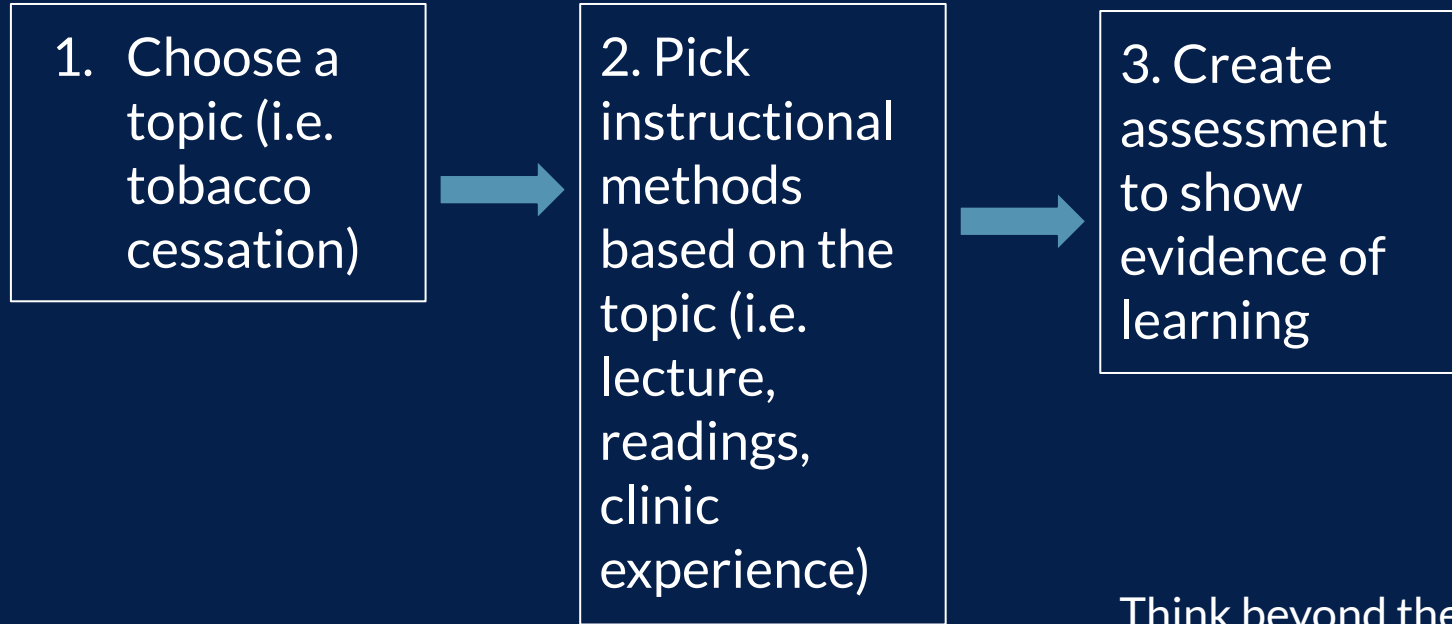 1. Choose a
topic (i.e.
tobacco
cessation)
2. Pick
instructional
methods
based on the
topic (i.e.
lecture,
readings,
clinic
experience)
3. Create
assessment
to show
evidence of
learning
Think beyond the